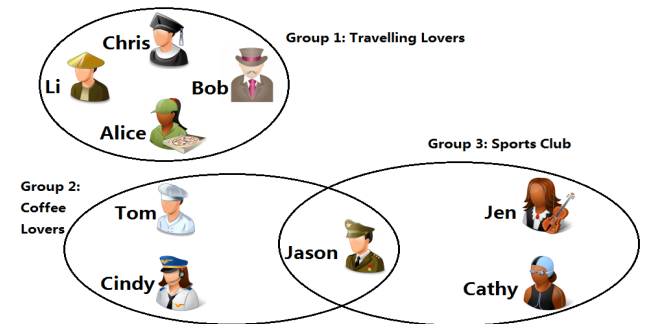 Chris
Group 1: Travelling Lovers
Li
Bob
Alice
Group 3: Sports Club
Group 2:
Coffee
Lovers
Tom
Jen
Jason
Cindy
Cathy